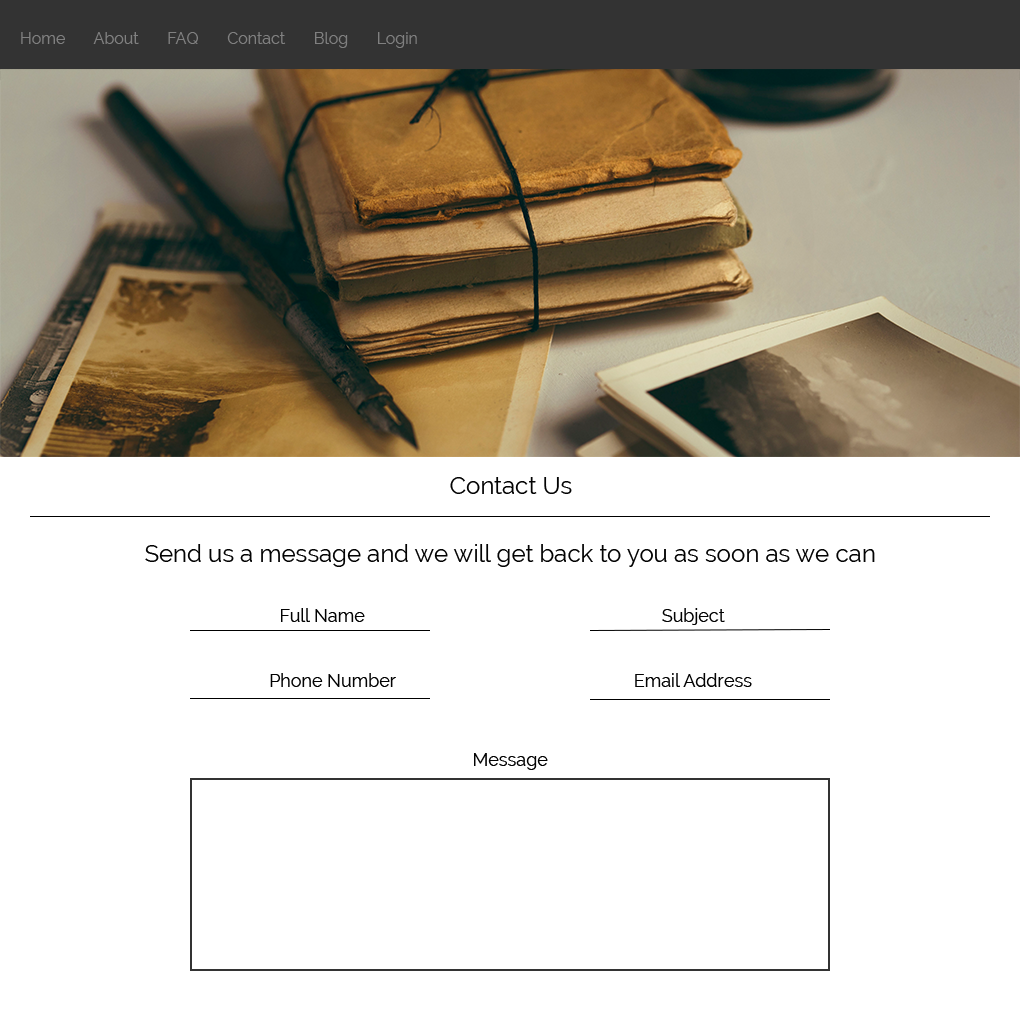 Home About FAQ Contact Blog Login
Contact Us
Send us a message and we will get back to you as soon as we can
Full Name Subject
Phone Number Email Address
Message